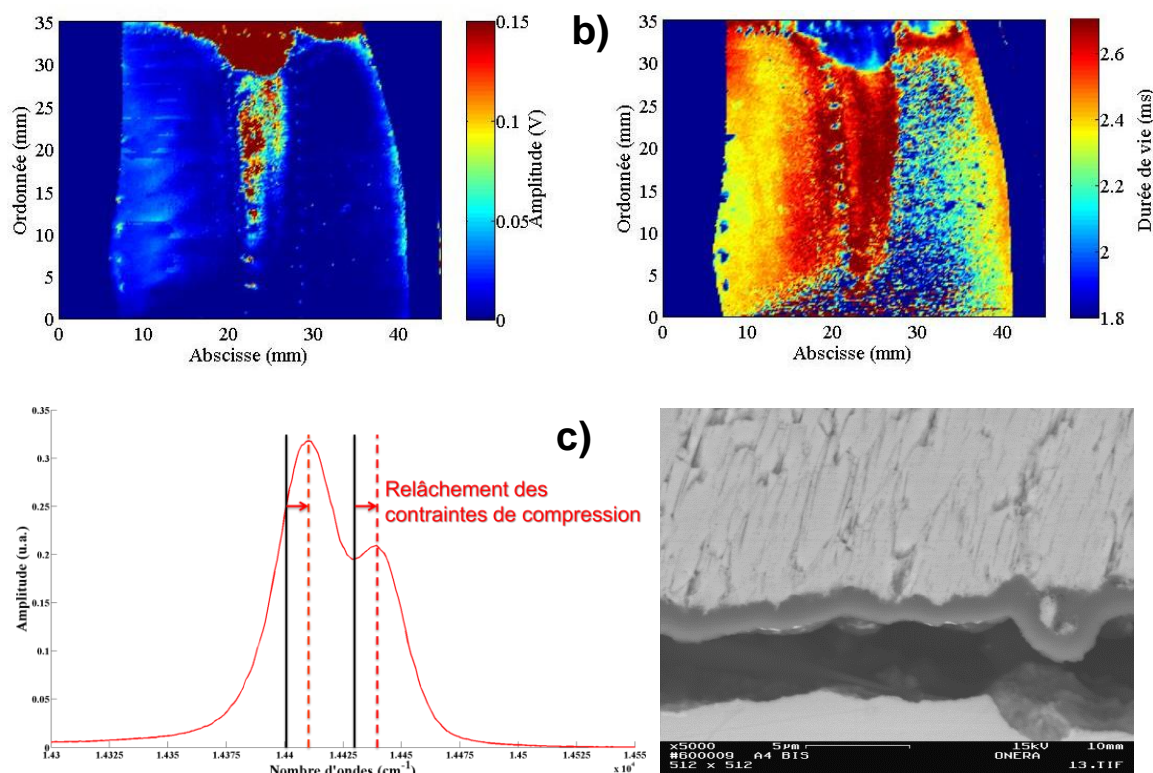 35
30
25
20
15
10
5
0
Ordonnée (mm)
0 10 20 30 40
Abscisse (mm)
0.15
0.1
0.05
0
Amplitude (V)
b)
35
30
25
20
15
10
5
0
Ordonnée (mm)
0 10 20 30 40
Abscisse (mm)
2.6
2.4
2.2
2
1.8
Durée de vie (ms)
0.35
0.3
0.25
0.2
0.15
0.1
0.05
0
Amplitude (u.a.)
c)
Relâchement des
contraintes de compression
1.43 1.4325 1.435 1.4375 1.44 1.4425 1.445 1.4475 1.45 1.4525 1.455
x 10⁴
Nombre d'ondes (cm⁻¹)
x5000 5µm 15kV 10mm
#600009 A4 BIS ONERA
512 x 512 13.TIF